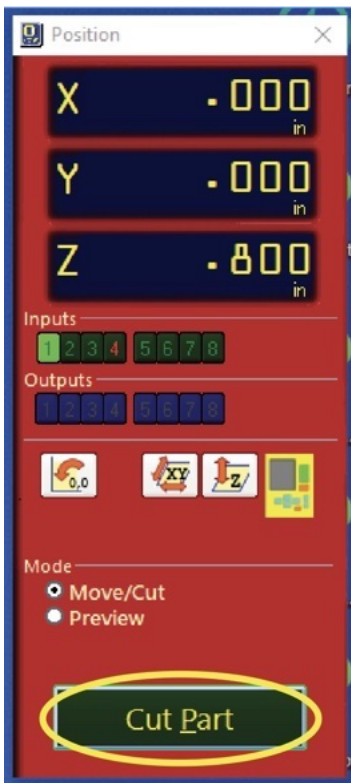 Position
X .000
in
Y .000
in
Z .800
in
Inputs
1 2 3 4 5 6 7 8
Outputs
1 2 3 4 5 6 7 8
0,0 XY Z
Mode
Move/Cut
Preview
Cut Part